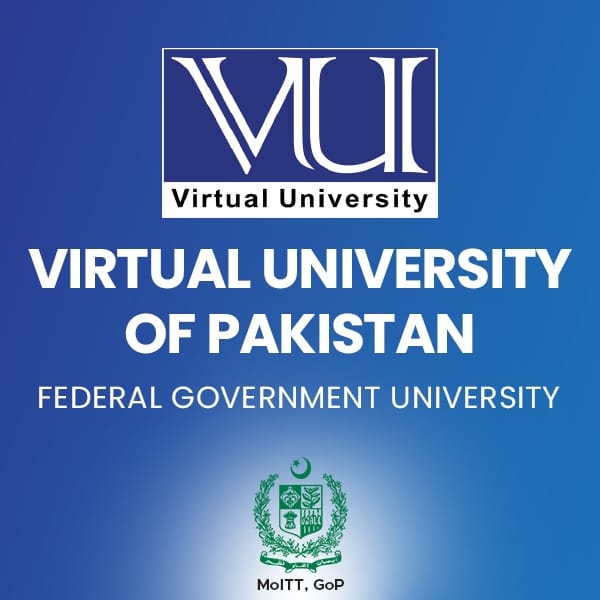 VU
Virtual University
VIRTUAL UNIVERSITY
OF PAKISTAN
FEDERAL GOVERNMENT UNIVERSITY
MoITT, GoP